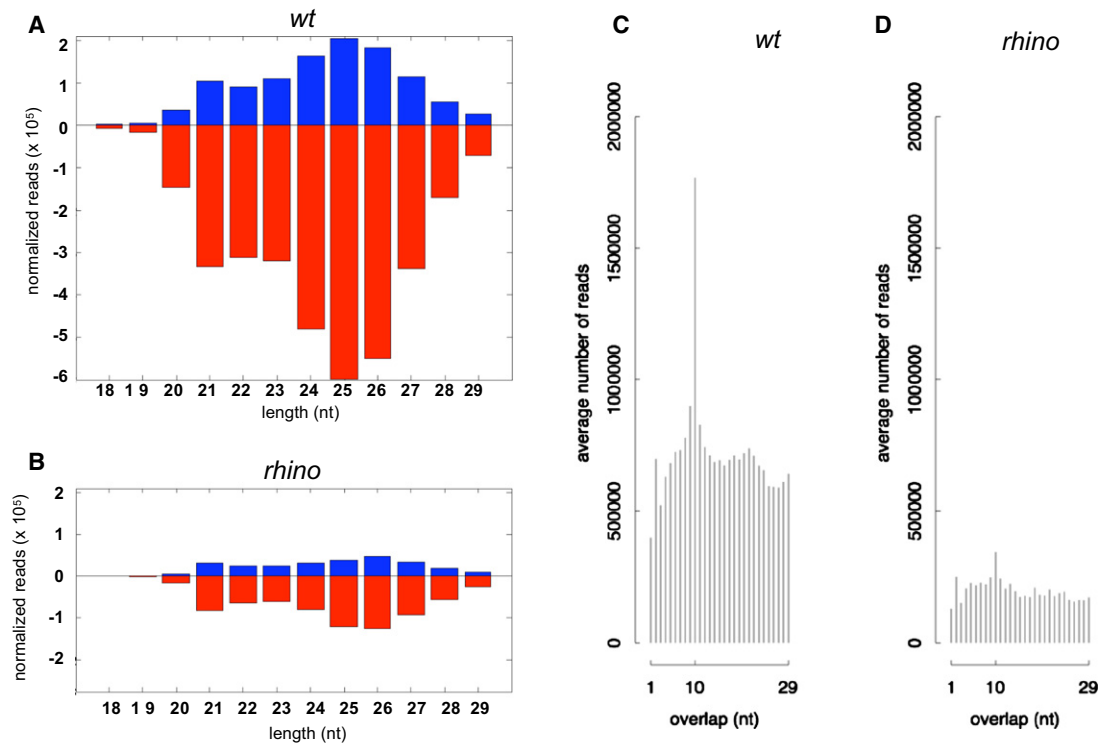 A
wt
2
1
0
-1
-2
-3
-4
-5
-6
normalized reads (x 10⁵)
18 1 9 20 21 22 23 24 25 26 27 28 29
length (nt)
B
rhino
2
1
0
-1
-2
normalized reads (x 10⁵)
18 1 9 20 21 22 23 24 25 26 27 28 29
length (nt)
C
wt
2000000
1500000
1000000
500000
0
average number of reads
1 10 29
overlap (nt)
D
rhino
2000000
1500000
1000000
500000
0
average number of reads
1 10 29
overlap (nt)